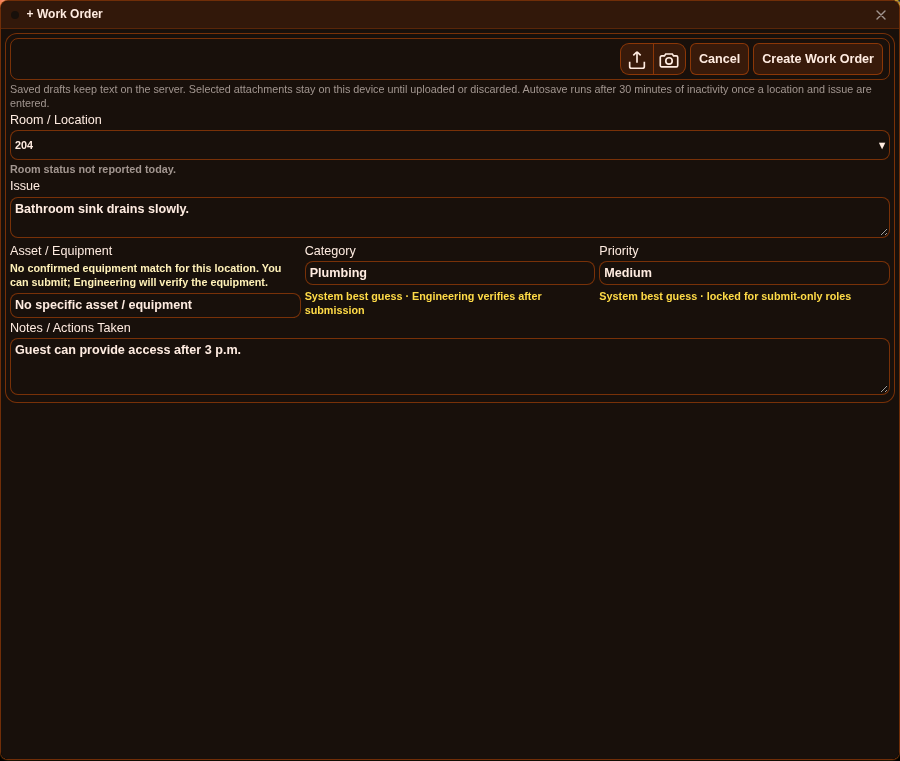 + Work Order
Cancel
Create Work Order
Saved drafts keep text on the server. Selected attachments stay on this device until uploaded or discarded. Autosave runs after 30 minutes of inactivity once a location and issue are
entered.
Room / Location
204
Room status not reported today.
Issue
Bathroom sink drains slowly.
Asset / Equipment
No confirmed equipment match for this location. You
can submit; Engineering will verify the equipment.
No specific asset / equipment
Category
Plumbing
System best guess · Engineering verifies after
submission
Priority
Medium
System best guess · locked for submit-only roles
Notes / Actions Taken
Guest can provide access after 3 p.m.